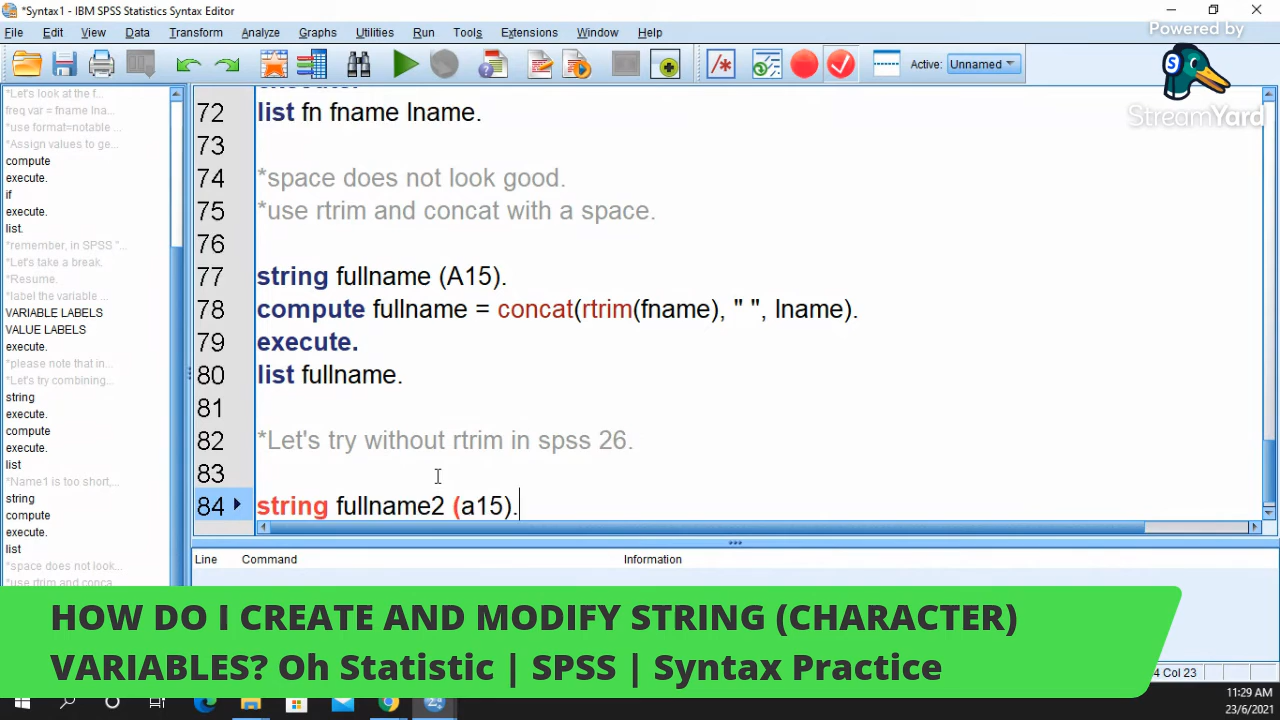 *Syntax1 - IBM SPSS Statistics Syntax Editor
File Edit View Data Transform Analyze Graphs Utilities Run Tools Extensions Window Help
Powered by
StreamYard
Active: Unnamed
*Let's look at the f...
freq var = fname lna...
*use format=notable ...
*Assign values to ge...
compute
execute.
if
execute.
list.
*remember, in SPSS "...
*Let's take a break.
*Resume.
*label the variable ...
VARIABLE LABELS
VALUE LABELS
execute.
*please note that in...
*Let's try combining...
string
execute.
compute
execute.
list
*Name1 is too short,...
string
compute
execute.
list
*space does not look...
*use rtrim and conca...
72 list fn fname lname.
73
74 *space does not look good.
75 *use rtrim and concat with a space.
76
77 string fullname (A15).
78 compute fullname = concat(rtrim(fname), " ", lname).
79 execute.
80 list fullname.
81
82 *Let's try without rtrim in spss 26.
83
84 string fullname2 (a15).
Line Command Information
HOW DO I CREATE AND MODIFY STRING (CHARACTER)
VARIABLES? Oh Statistic | SPSS | Syntax Practice
4 Col 23
11:29 AM
23/6/2021